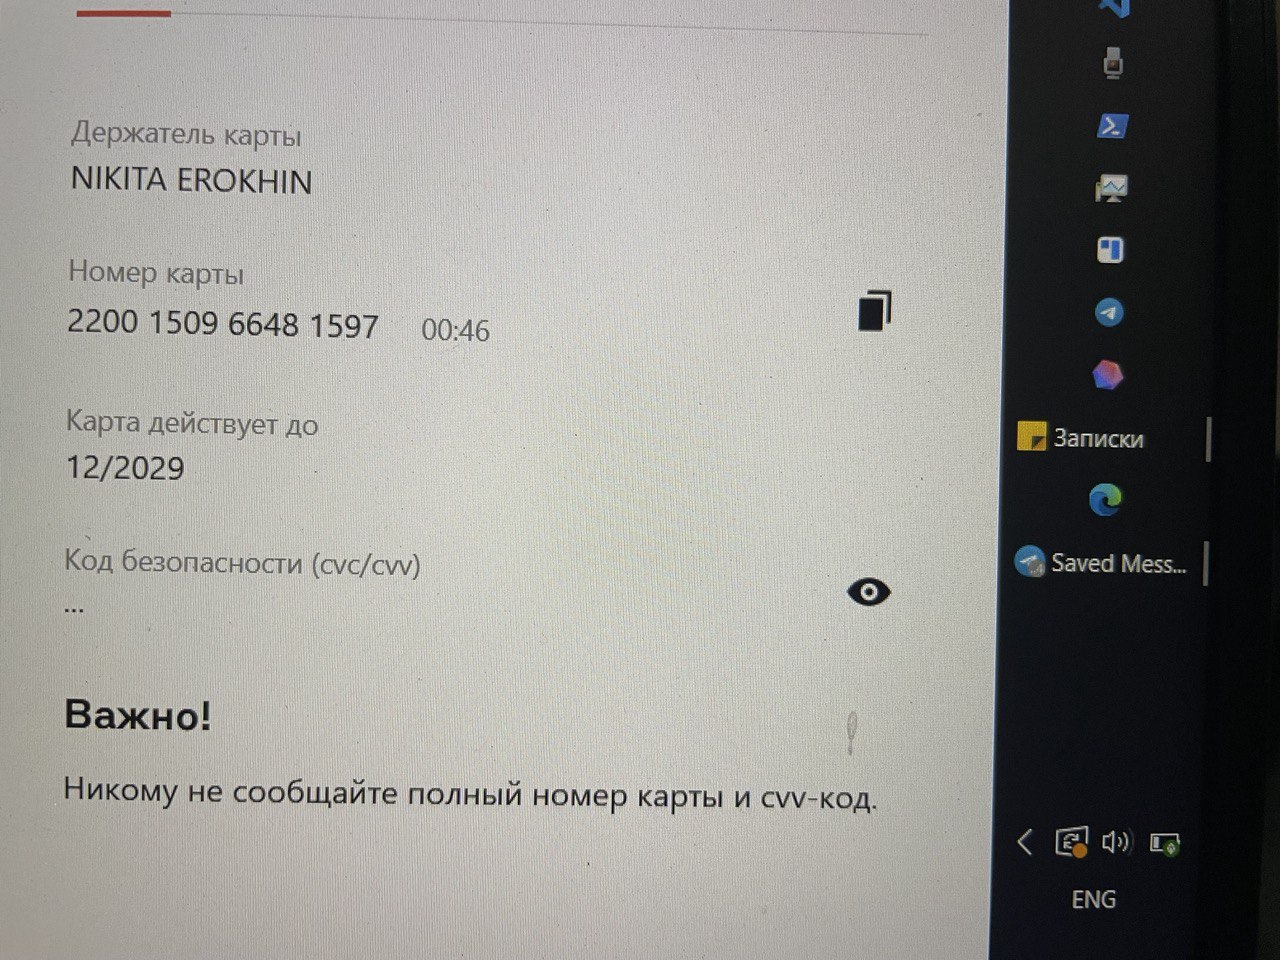 Держатель карты
NIKITA EROKHIN
Номер карты
2200 1509 6648 1597 00:46
Карта действует до
12/2029
Код безопасности (cvc/cvv)
...
Важно!
Никому не сообщайте полный номер карты и cvv-код.
Записки
Saved Mess...
ENG